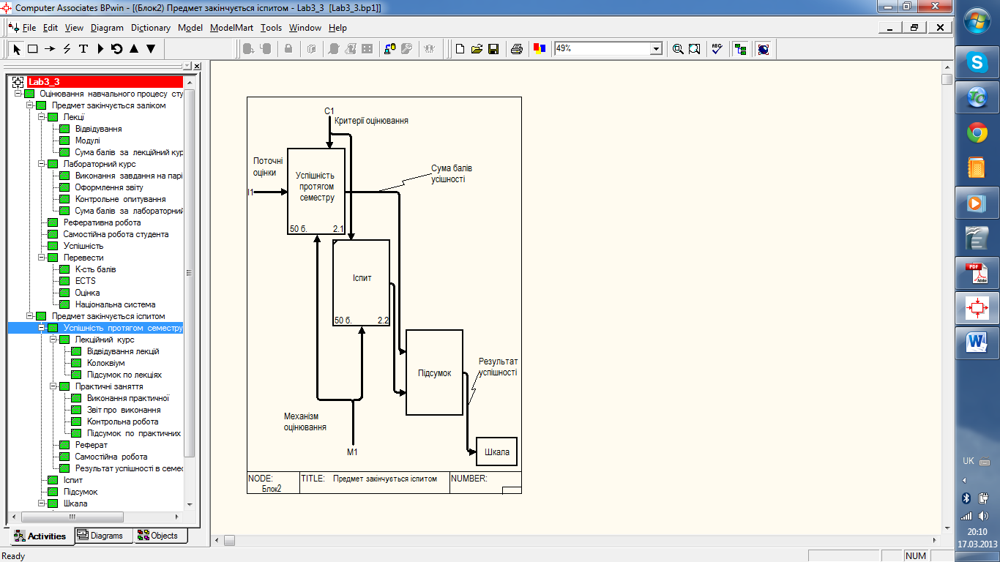 Computer Associates BPwin - [(Блок2) Предмет закінчується іспитом - Lab3_3 [Lab3_3.bp1]]
File Edit View Diagram Dictionary Model ModelMart Tools Window Help
49%
ABC
Lab3_3
Оцінювання навчального процесу сту
Предмет закінчується заліком
Лекції
Відвідування
Модулі
Сума балів за лекційний кур
Лабораторний курс
Виконання завдання на парі
Оформлення звіту
Контрольне опитування
Сума балів за лабораторний
Реферативна робота
Самостійна робота студента
Успішність
Перевести
К-сть балів
ECTS
Оцінка
Національна система
Предмет закінчується іспитом
Успішність протягом семестру
Лекційний курс
Відвідування лекцій
Колоквіум
Підсумок по лекціях
Практичні заняття
Виконання практичної
Звіт про виконання
Контрольна робота
Підсумок по практичних
Реферат
Самостійна робота
Результат успішності в семес
Іспит
Підсумок
Шкала
Activities Diagrams Objects
C1
Критерії оцінювання
Поточні
оцінки
I1
Успішність
протягом
семестру
50 б. 2.1
Сума балів
усішності
Іспит
50 б. 2.2
Підсумок
Результат
успішності
Механізм
оцінювання
M1
Шкала
NODE: TITLE: Предмет закінчується іспитом NUMBER:
Блок2
Ready
NUM
PDF
Adobe
UK
20:10
17.03.2013